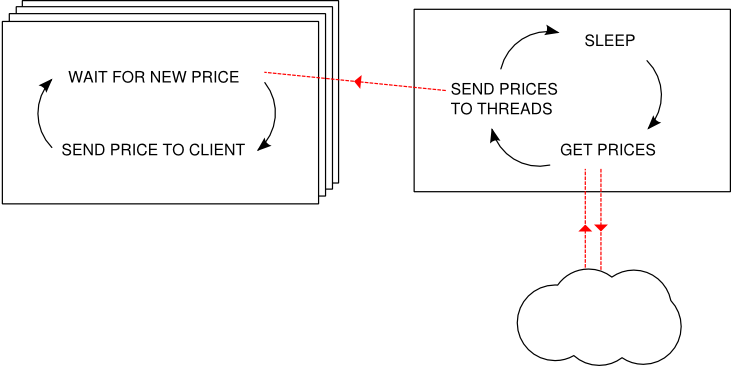 WAIT FOR NEW PRICE
SEND PRICE TO CLIENT
SLEEP
SEND PRICES
TO THREADS
GET PRICES